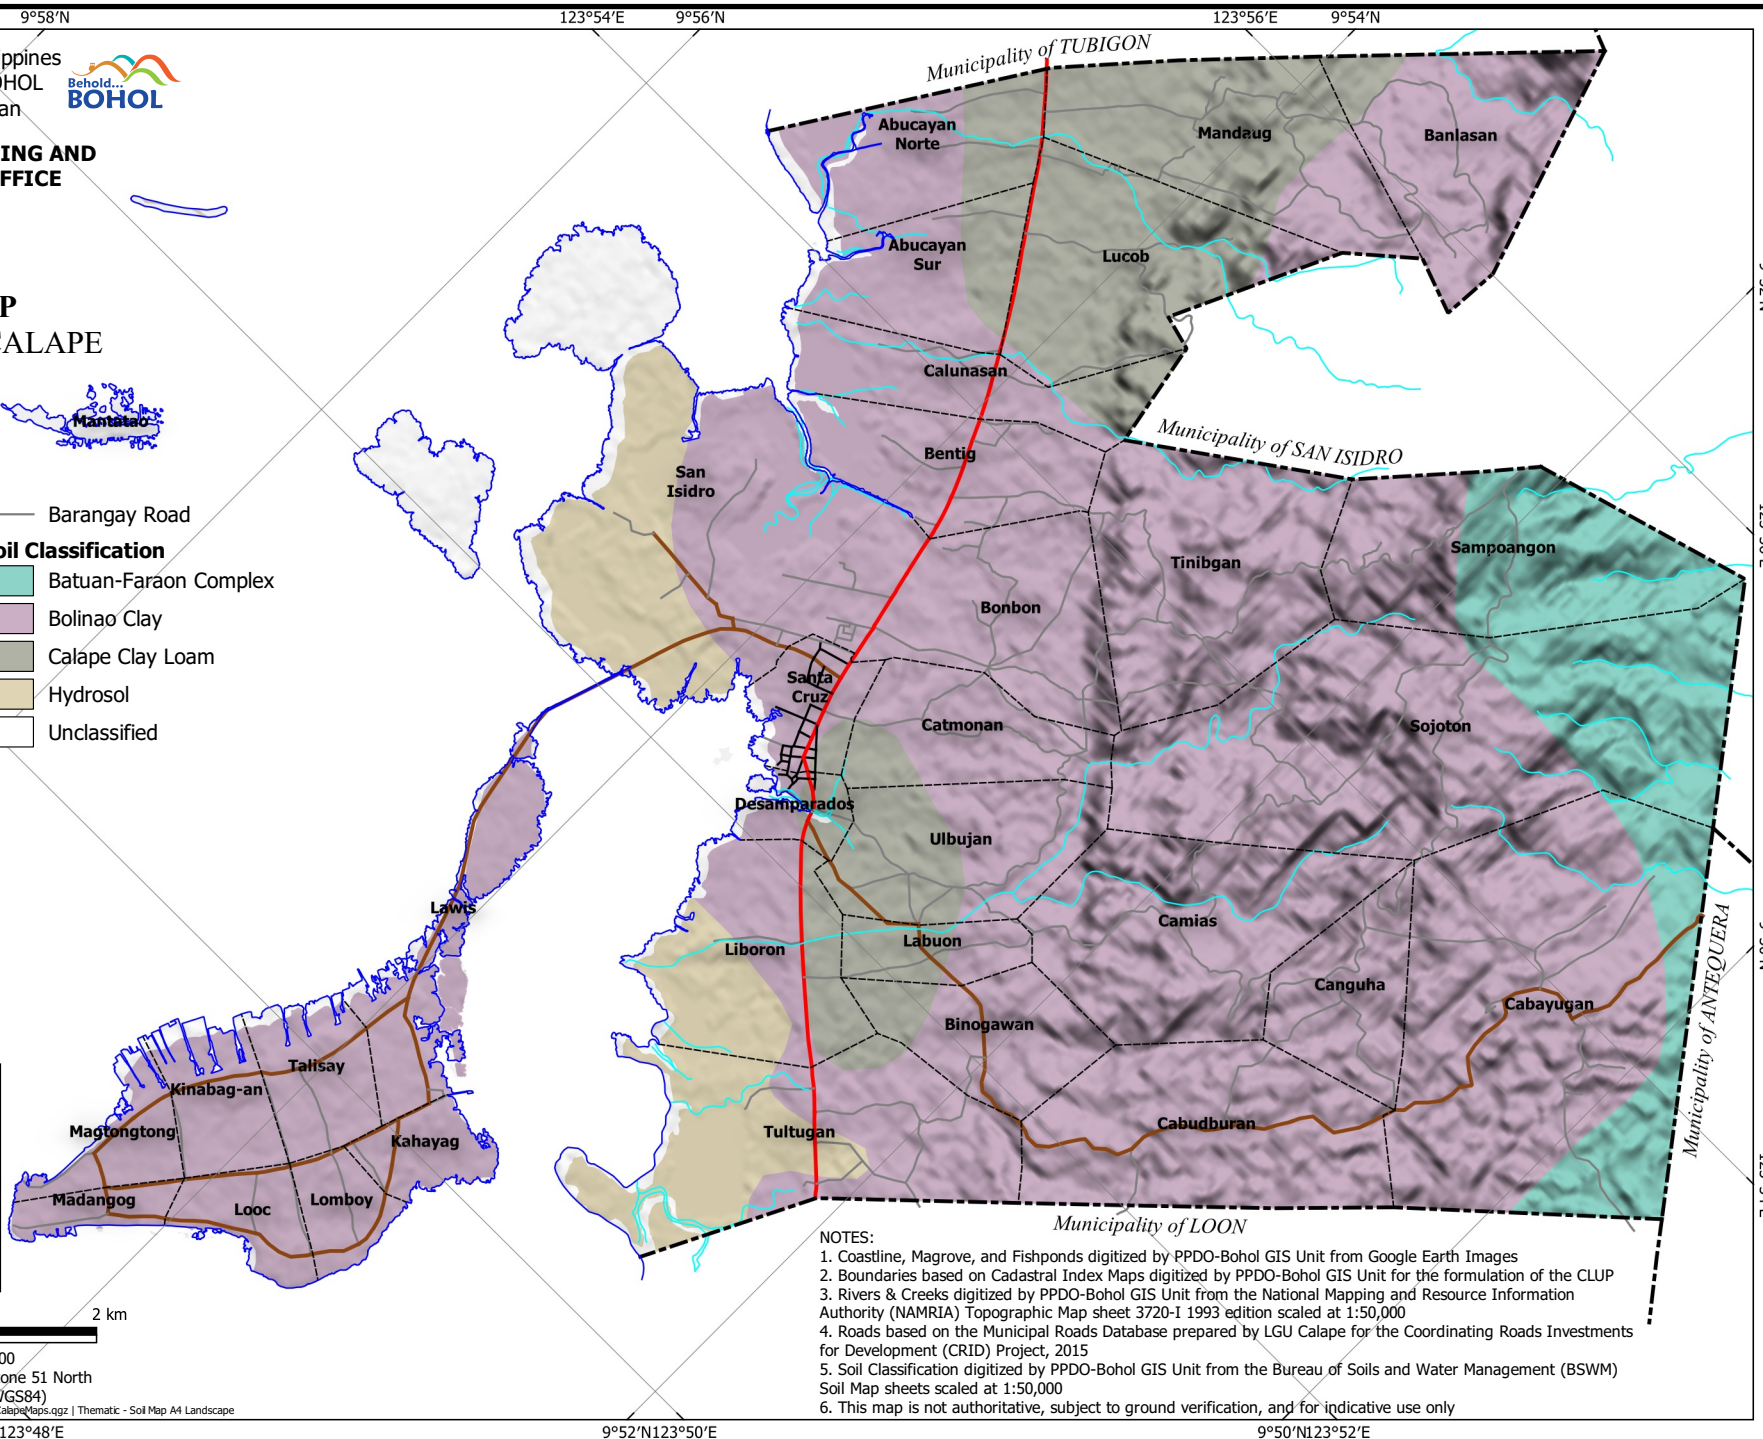 9°58'N
123°54'E
9°56'N
123°56'E
9°54'N
ppines
OHOL
an
Behold...
BOHOL
ING AND
FFICE
P
CALAPE
Mantatao
Barangay Road
oil Classification
Batuan-Faraon Complex
Bolinao Clay
Calape Clay Loam
Hydrosol
Unclassified
Municipality of TUBIGON
Abucayan
Norte
Mandaug
Banlasan
Abucayan
Sur
Lucob
Calunasan
Municipality of SAN ISIDRO
Bentig
San
Isidro
Tinibgan
Sampoangon
Bonbon
Santa
Cruz
Catmonan
Sojoton
Desamparados
Ulbujan
Lawis
Liboron
Labuon
Camias
Canguha
Cabayugan
Binogawan
Municipality of ANTEQUERA
Talisay
Kinabag-an
Magtongtong
Kahayag
Tultugan
Cabudburan
Madangog
Looc
Lomboy
Municipality of LOON
NOTES:
1. Coastline, Magrove, and Fishponds digitized by PPDO-Bohol GIS Unit from Google Earth Images
2. Boundaries based on Cadastral Index Maps digitized by PPDO-Bohol GIS Unit for the formulation of the CLUP
3. Rivers & Creeks digitized by PPDO-Bohol GIS Unit from the National Mapping and Resource Information
Authority (NAMRIA) Topographic Map sheet 3720-I 1993 edition scaled at 1:50,000
4. Roads based on the Municipal Roads Database prepared by LGU Calape for the Coordinating Roads Investments
for Development (CRID) Project, 2015
5. Soil Classification digitized by PPDO-Bohol GIS Unit from the Bureau of Soils and Water Management (BSWM)
Soil Map sheets scaled at 1:50,000
6. This map is not authoritative, subject to ground verification, and for indicative use only
2 km
00
one 51 North
WGS84)
CalapeMaps.qgz | Thematic - Soil Map A4 Landscape
123°48'E
9°52'N
123°50'E
9°50'N
123°52'E